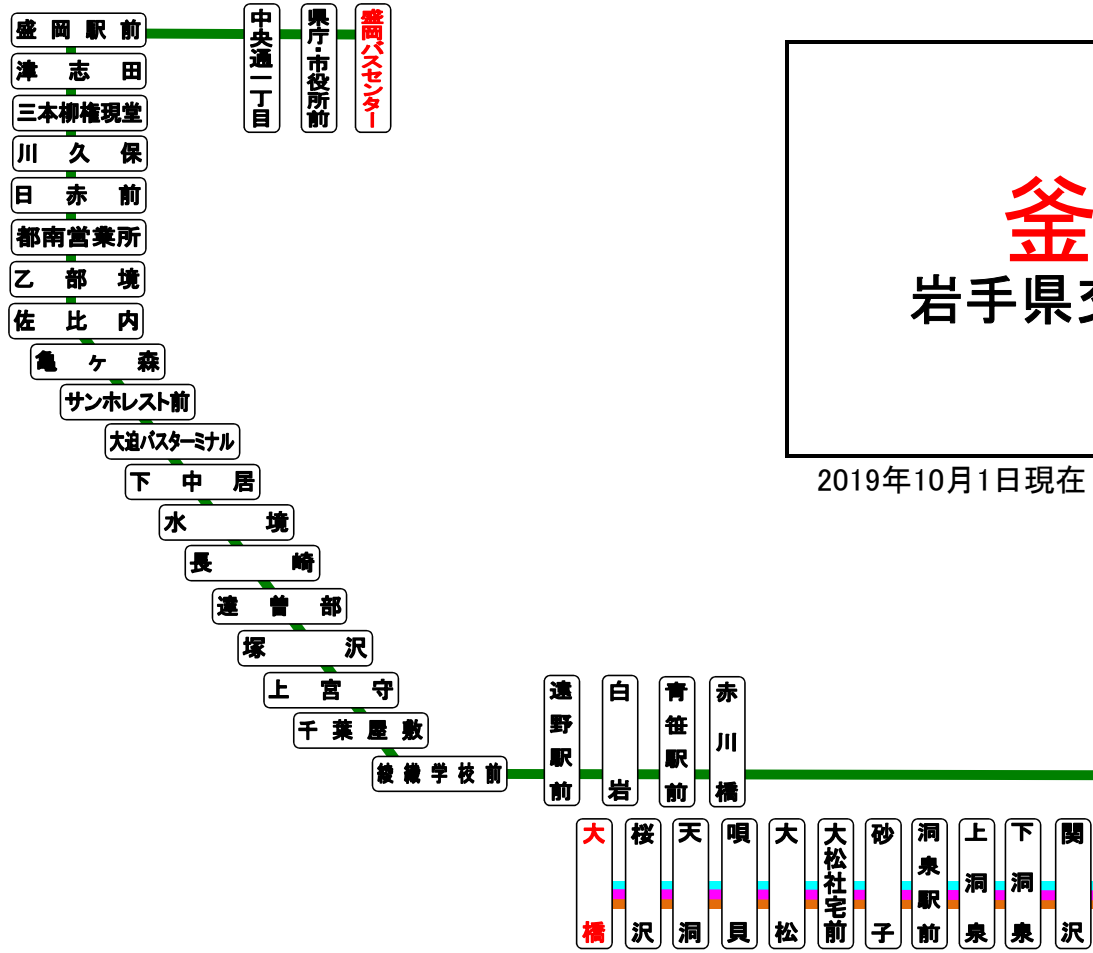 盛岡駅前
中央通一丁目
県庁・市役所前
盛岡バスセンター
津志田
三本柳権現堂
川久保
日赤前
都南営業所
乙部境
佐比内
亀ヶ森
サンホレスト前
大迫バスターミナル
下中居
水境
長崎
達曽部
塚沢
上宮守
千葉屋敷
綾織学校前
遠野駅前
白岩
青笹駅前
赤川橋
大橋
桜沢
天洞
唄貝
大松
大松社宅前
砂子
洞泉駅前
上洞泉
下洞泉
関沢
釜
岩手県交
2019年10月1日現在